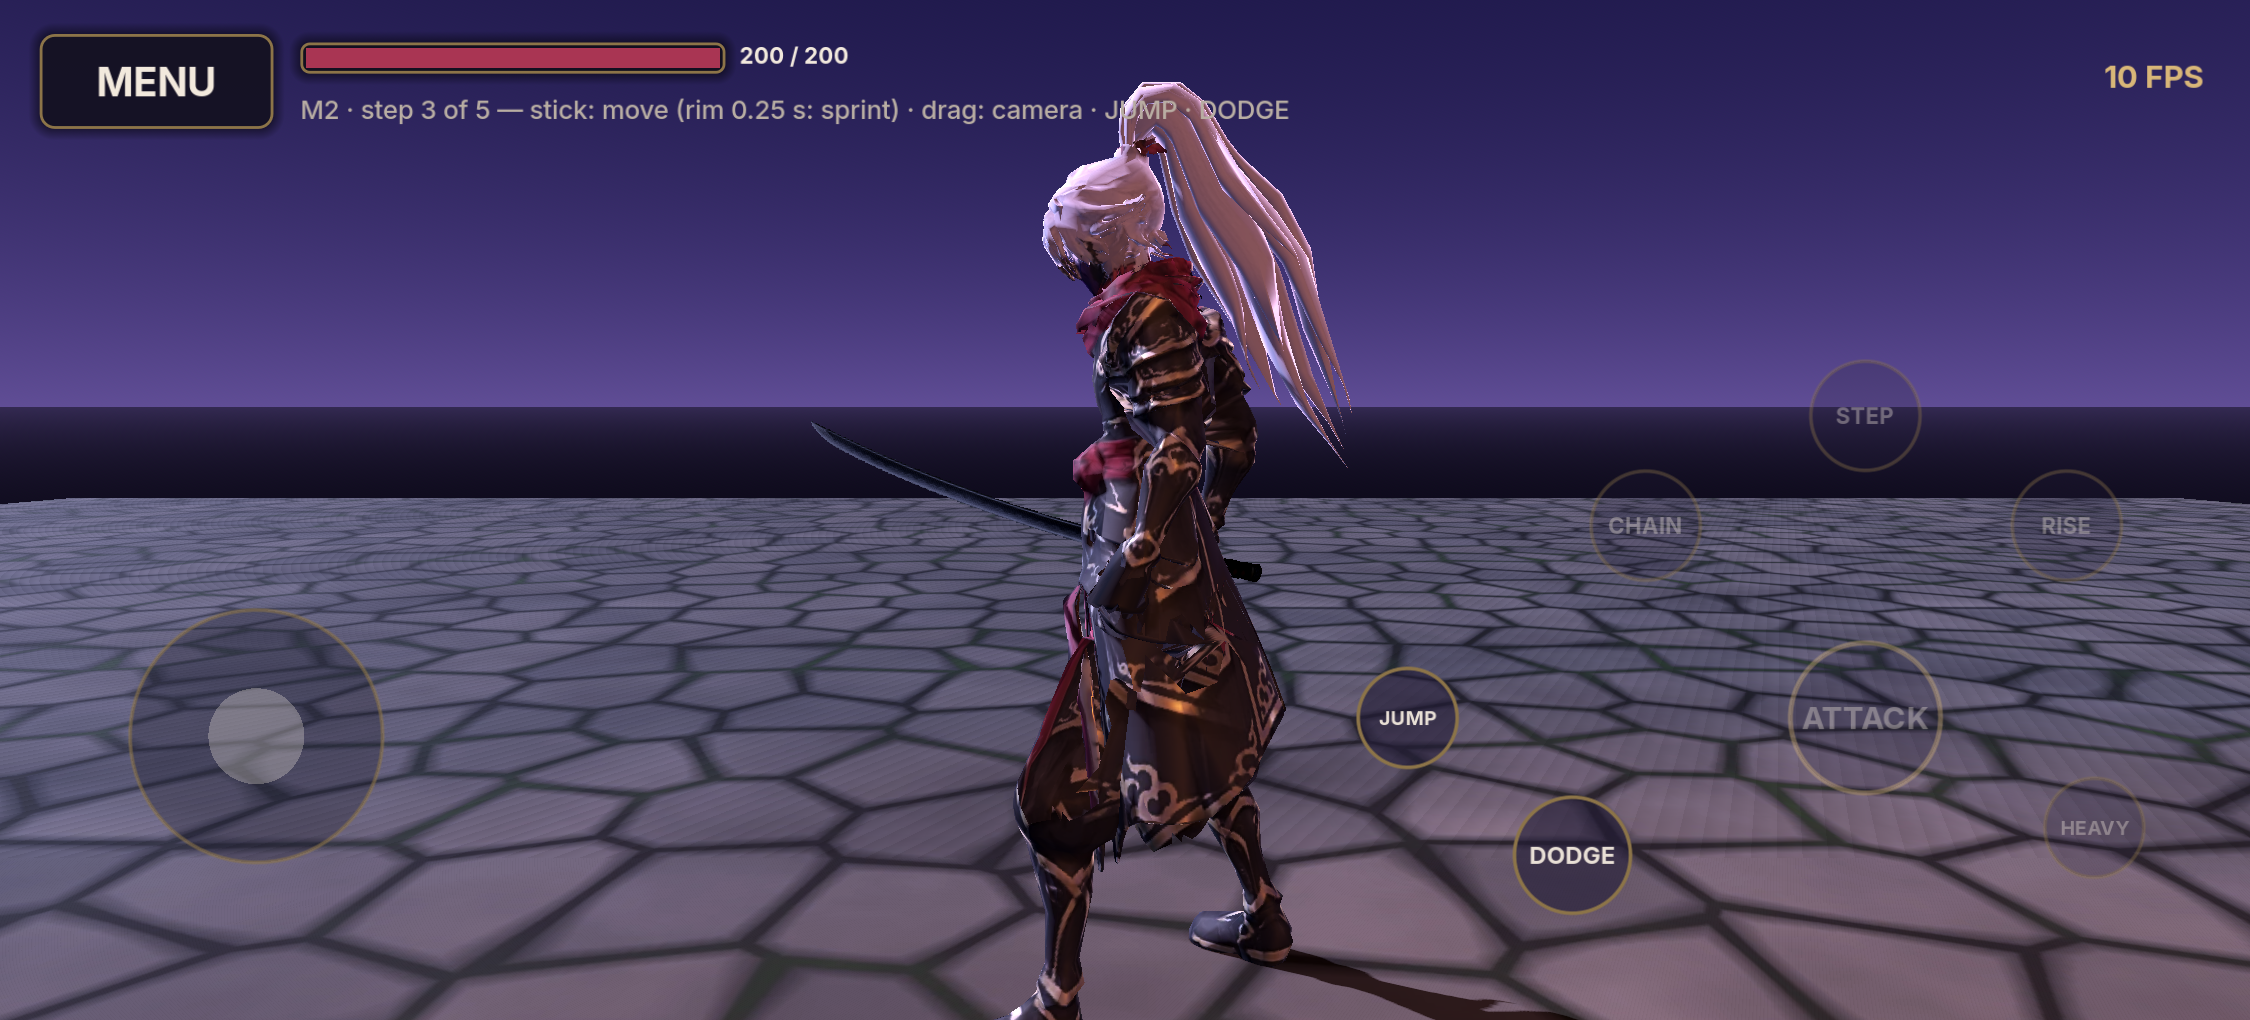 MENU
200 / 200
10 FPS
M2 · step 3 of 5 — stick: move (rim 0.25 s: sprint) · drag: camera · JUMP · DODGE
STEP
CHAIN
RISE
JUMP
ATTACK
DODGE
HEAVY